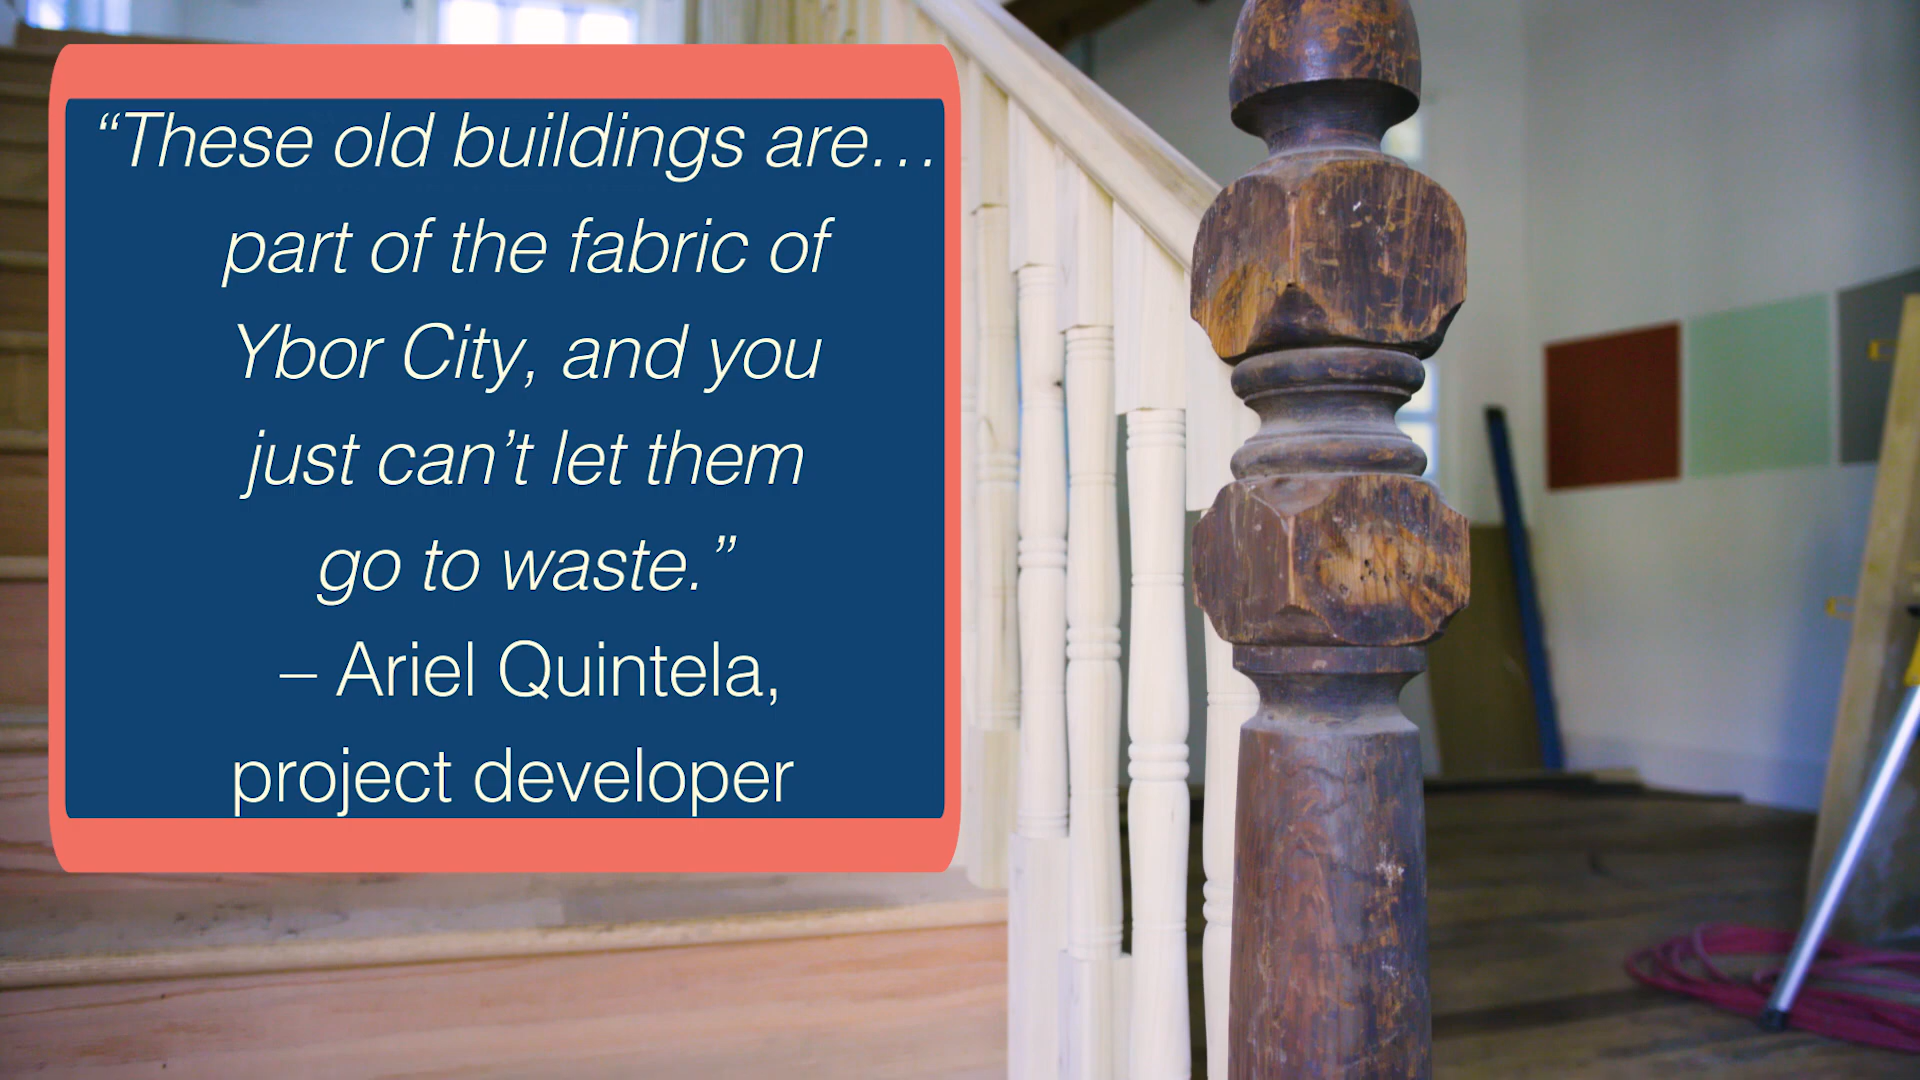 “These old buildings are…
part of the fabric of
Ybor City, and you
just can’t let them
go to waste.”
– Ariel Quintela,
project developer